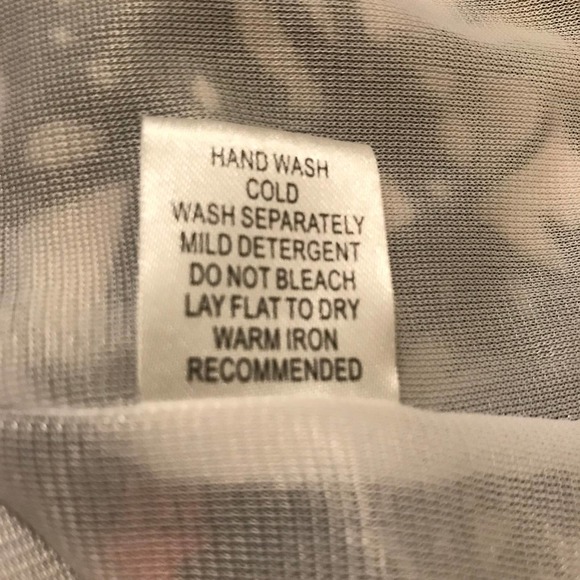 HAND WASH
COLD
WASH SEPARATELY
MILD DETERGENT
DO NOT BLEACH
LAY FLAT TO DRY
WARM IRON
RECOMMENDED